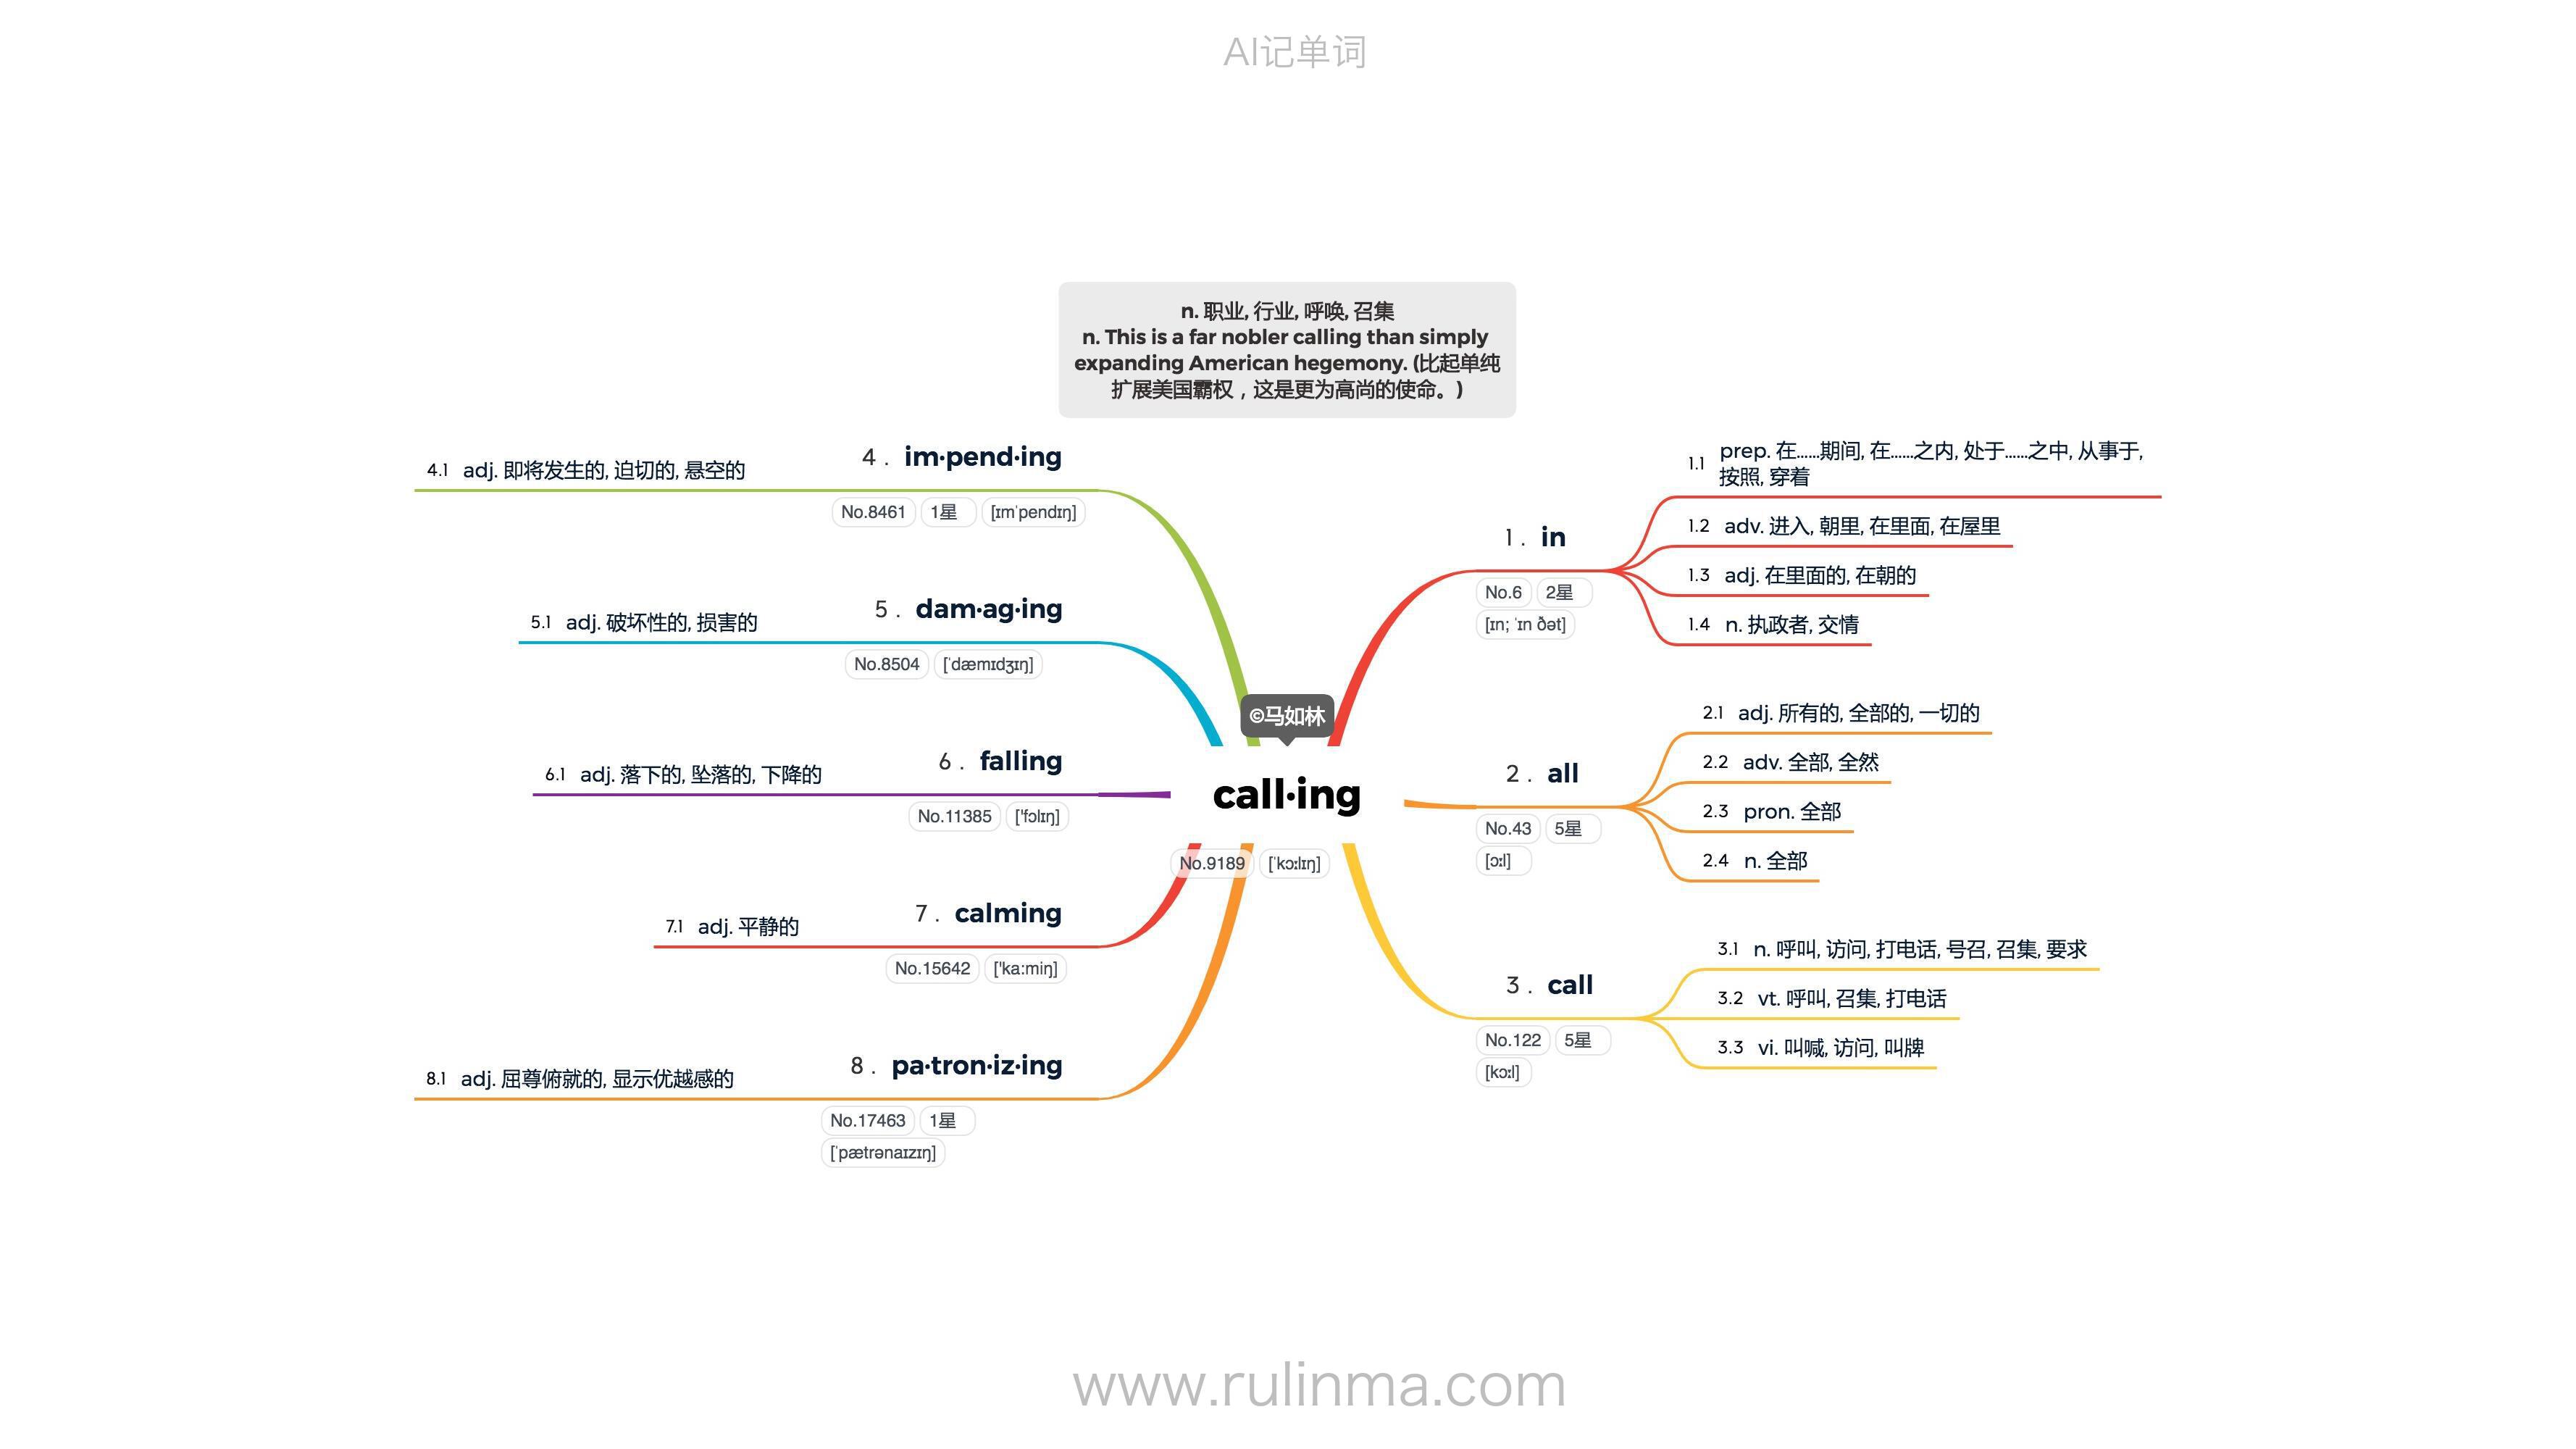 AI记单词
n. 职业, 行业, 呼唤, 召集
n. This is a far nobler calling than simply
expanding American hegemony. (比起单纯
扩展美国霸权，这是更为高尚的使命。)
©马如林
call·ing
No.9189 ['kɔːlɪŋ]
1 . in
No.6 2星
[ɪn; 'ɪn ðət]
1.1 prep. 在……期间, 在……之内, 处于……之中, 从事于,
按照, 穿着
1.2 adv. 进入, 朝里, 在里面, 在屋里
1.3 adj. 在里面的, 在朝的
1.4 n. 执政者, 交情
2 . all
No.43 5星
[ɔːl]
2.1 adj. 所有的, 全部的, 一切的
2.2 adv. 全部, 全然
2.3 pron. 全部
2.4 n. 全部
3 . call
No.122 5星
[kɔːl]
3.1 n. 呼叫, 访问, 打电话, 号召, 召集, 要求
3.2 vt. 呼叫, 召集, 打电话
3.3 vi. 叫喊, 访问, 叫牌
4 . im·pend·ing
No.8461 1星 [ɪm'pendɪŋ]
4.1 adj. 即将发生的, 迫切的, 悬空的
5 . dam·ag·ing
No.8504 ['dæmɪdʒɪŋ]
5.1 adj. 破坏性的, 损害的
6 . falling
No.11385 ['fɔlɪŋ]
6.1 adj. 落下的, 坠落的, 下降的
7 . calming
No.15642 ['ka:miŋ]
7.1 adj. 平静的
8 . pa·tron·iz·ing
No.17463 1星
['pætrənaɪzɪŋ]
8.1 adj. 屈尊俯就的, 显示优越感的
www.rulinma.com